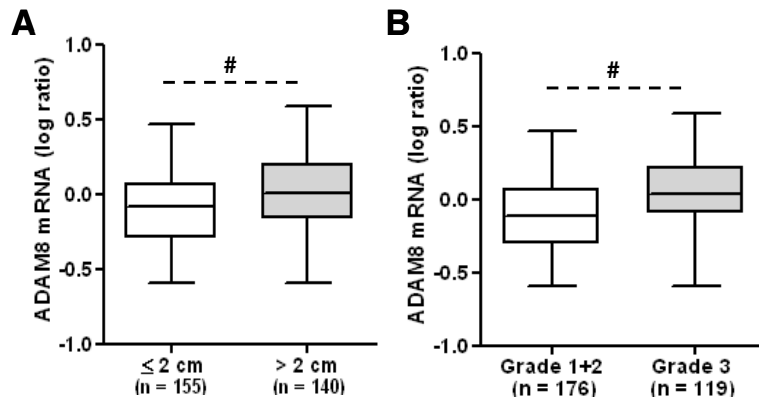 A
ADAM8 mRNA (log ratio)
1.0
0.5
0.0
-0.5
-1.0
#
≤ 2 cm
(n = 155)
> 2 cm
(n = 140)
B
ADAM8 mRNA (log ratio)
1.0
0.5
0.0
-0.5
-1.0
#
Grade 1+2
(n = 176)
Grade 3
(n = 119)